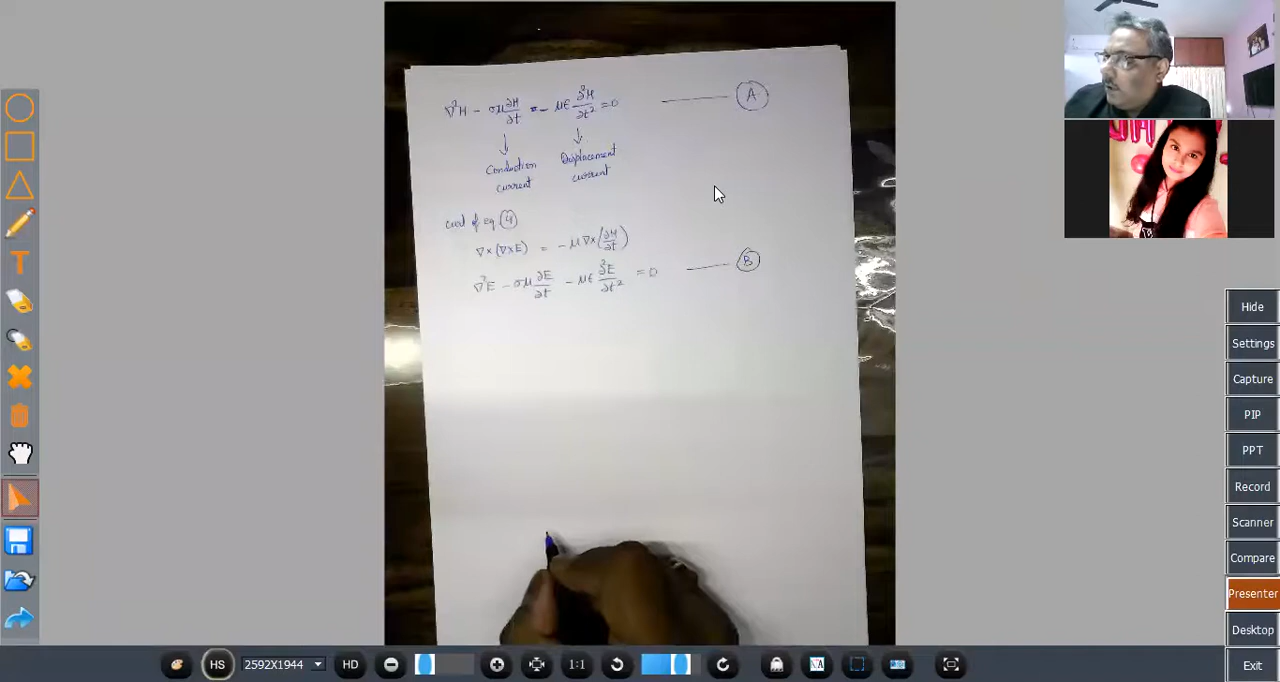 ∇²H - σμ ∂H/∂t = - με ∂²H/∂t² = 0 ——— (A)
↓ ↓
Conduction current
Displacement current
curl of eq (4)
∇×(∇×E) = -μ∇×(∂H/∂t)
∇²E - σμ ∂E/∂t - με ∂²E/∂t² = 0 ——— (B)
T
Hide
Settings
Capture
PIP
PPT
Record
Scanner
Compare
Presenter
Desktop
Exit
HS
2592X1944
HD
1:1